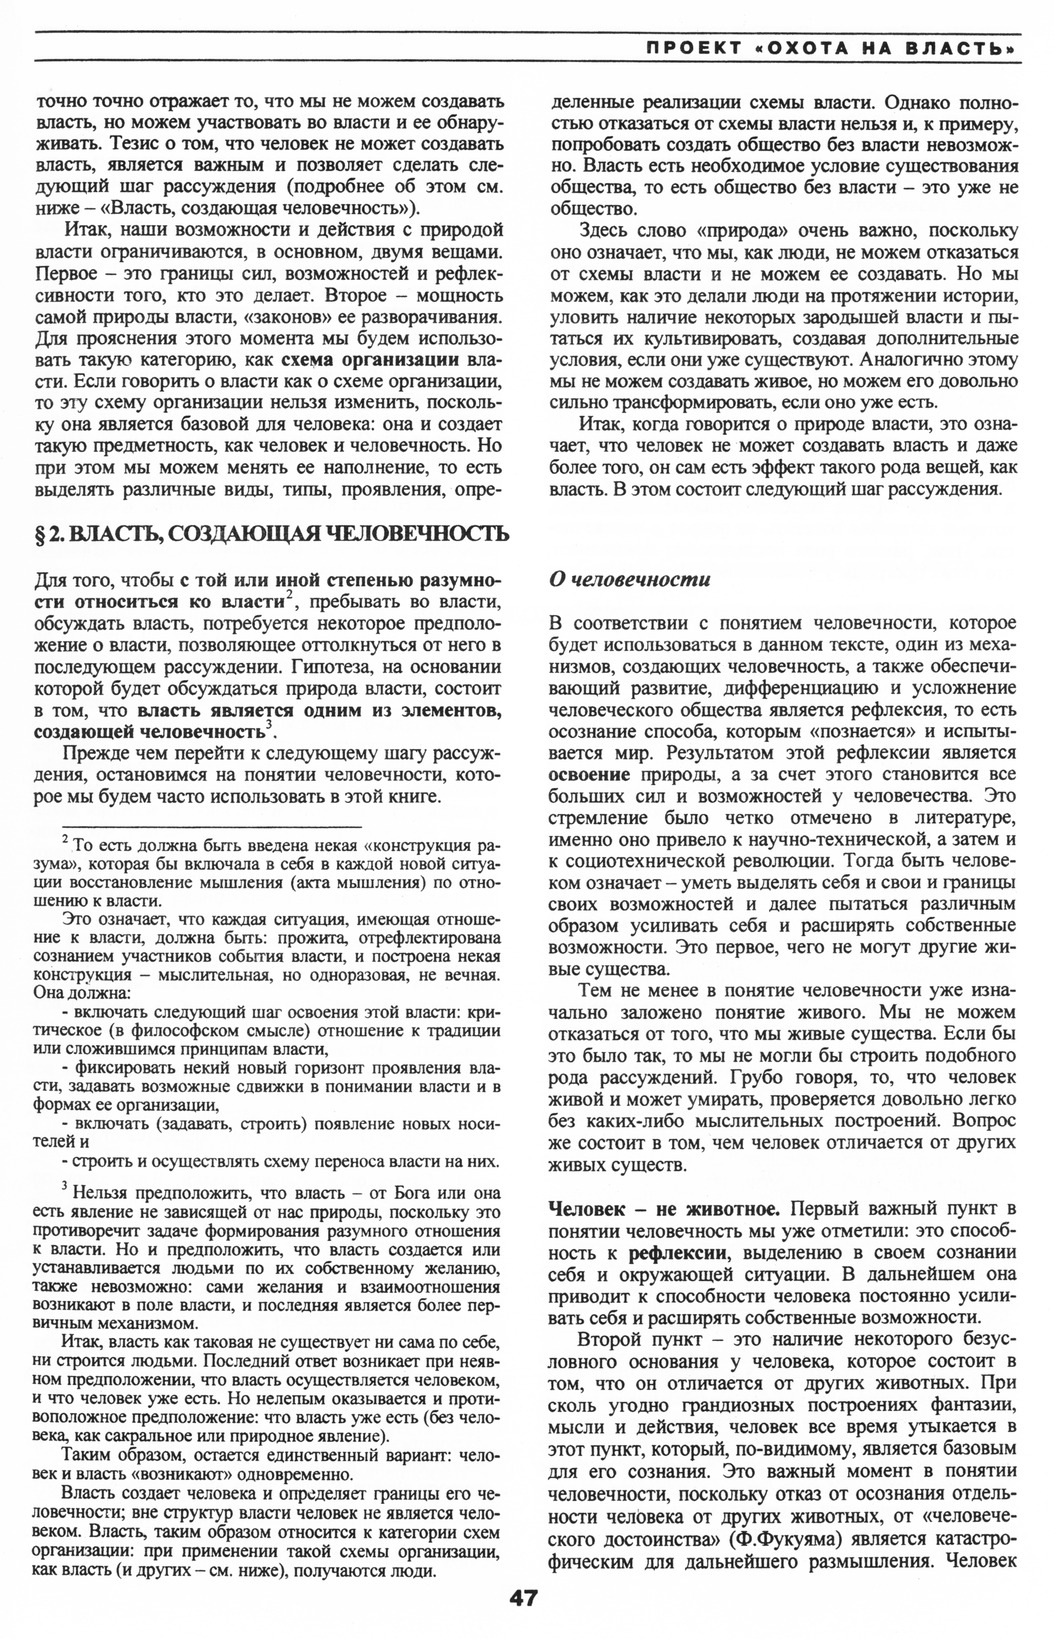 ПРОЕКТ «ОХОТА НА ВЛАСТЬ»
точно точно отражает то, что мы не можем создавать
власть, но можем участвовать во власти и ее обнару-
живать. Тезис о том, что человек не может создавать
власть, является важным и позволяет сделать сле-
дующий шаг рассуждения (подробнее об этом см.
ниже – «Власть, создающая человечность»).
Итак, наши возможности и действия с природой
власти ограничиваются, в основном, двумя вещами.
Первое – это границы сил, возможностей и рефлек-
сивности того, кто это делает. Второе – мощность
самой природы власти, «законов» ее разворачивания.
Для прояснения этого момента мы будем использо-
вать такую категорию, как схема организации вла-
сти. Если говорить о власти как о схеме организации,
то эту схему организации нельзя изменить, посколь-
ку она является базовой для человека: она и создает
такую предметность, как человек и человечность. Но
при этом мы можем менять ее наполнение, то есть
выделять различные виды, типы, проявления, опре-
деленные реализации схемы власти. Однако полно-
стью отказаться от схемы власти нельзя и, к примеру,
попробовать создать общество без власти невозмож-
но. Власть есть необходимое условие существования
общества, то есть общество без власти – это уже не
общество.
Здесь слово «природа» очень важно, поскольку
оно означает, что мы, как люди, не можем отказаться
от схемы власти и не можем ее создавать. Но мы
можем, как это делали люди на протяжении истории,
уловить наличие некоторых зародышей власти и пы-
таться их культивировать, создавая дополнительные
условия, если они уже существуют. Аналогично этому
мы не можем создавать живое, но можем его довольно
сильно трансформировать, если оно уже есть.
Итак, когда говорится о природе власти, это озна-
чает, что человек не может создавать власть и даже
более того, он сам есть эффект такого рода вещей, как
власть. В этом состоит следующий шаг рассуждения.
§ 2. ВЛАСТЬ, СОЗДАЮЩАЯ ЧЕЛОВЕЧНОСТЬ
Для того, чтобы с той или иной степенью разумно-
сти относиться ко власти2, пребывать во власти,
обсуждать власть, потребуется некоторое предполо-
жение о власти, позволяющее оттолкнуться от него в
последующем рассуждении. Гипотеза, на основании
которой будет обсуждаться природа власти, состоит
в том, что власть является одним из элементов,
создающей человечность3.
Прежде чем перейти к следующему шагу рассуж-
дения, остановимся на понятии человечности, кото-
рое мы будем часто использовать в этой книге.
2 То есть должна быть введена некая «конструкция ра-
зума», которая бы включала в себя в каждой новой ситуа-
ции восстановление мышления (акта мышления) по отно-
шению к власти.
Это означает, что каждая ситуация, имеющая отноше-
ние к власти, должна быть: прожита, отрефлектирована
сознанием участников события власти, и построена некая
конструкция – мыслительная, но одноразовая, не вечная.
Она должна:
- включать следующий шаг освоения этой власти: кри-
тическое (в философском смысле) отношение к традиции
или сложившимся принципам власти,
- фиксировать некий новый горизонт проявления вла-
сти, задавать возможные сдвижки в понимании власти и в
формах ее организации,
- включать (задавать, строить) появление новых носи-
телей и
- строить и осуществлять схему переноса власти на них.
3 Нельзя предположить, что власть – от Бога или она
есть явление не зависящей от нас природы, поскольку это
противоречит задаче формирования разумного отношения
к власти. Но и предположить, что власть создается или
устанавливается людьми по их собственному желанию,
также невозможно: сами желания и взаимоотношения
возникают в поле власти, и последняя является более пер-
вичным механизмом.
Итак, власть как таковая не существует ни сама по себе,
ни строится людьми. Последний ответ возникает при неяв-
ном предположении, что власть осуществляется человеком,
и что человек уже есть. Но нелепым оказывается и проти-
воположное предположение: что власть уже есть (без чело-
века, как сакральное или природное явление).
Таким образом, остается единственный вариант: чело-
век и власть «возникают» одновременно.
Власть создает человека и определяет границы его че-
ловечности; вне структур власти человек не является чело-
веком. Власть, таким образом относится к категории схем
организации: при применении такой схемы организации,
как власть (и других – см. ниже), получаются люди.
О человечности
В соответствии с понятием человечности, которое
будет использоваться в данном тексте, один из меха-
низмов, создающих человечность, а также обеспечи-
вающий развитие, дифференциацию и усложнение
человеческого общества является рефлексия, то есть
осознание способа, которым «познается» и испыты-
вается мир. Результатом этой рефлексии является
освоение природы, а за счет этого становится все
больших сил и возможностей у человечества. Это
стремление было четко отмечено в литературе,
именно оно привело к научно-технической, а затем и
к социотехнической революции. Тогда быть челове-
ком означает – уметь выделять себя и свои и границы
своих возможностей и далее пытаться различным
образом усиливать себя и расширять собственные
возможности. Это первое, чего не могут другие жи-
вые существа.
Тем не менее в понятие человечности уже изна-
чально заложено понятие живого. Мы не можем
отказаться от того, что мы живые существа. Если бы
это было так, то мы не могли бы строить подобного
рода рассуждений. Грубо говоря, то, что человек
живой и может умирать, проверяется довольно легко
без каких-либо мыслительных построений. Вопрос
же состоит в том, чем человек отличается от других
живых существ.
Человек – не животное. Первый важный пункт в
понятии человечность мы уже отметили: это способ-
ность к рефлексии, выделению в своем сознании
себя и окружающей ситуации. В дальнейшем она
приводит к способности человека постоянно усили-
вать себя и расширять собственные возможности.
Второй пункт – это наличие некоторого безус-
ловного основания у человека, которое состоит в
том, что он отличается от других животных. При
сколь угодно грандиозных построениях фантазии,
мысли и действия, человек все время утыкается в
этот пункт, который, по-видимому, является базовым
для его сознания. Это важный момент в понятии
человечности, поскольку отказ от осознания отдель-
ности человека от других животных, от «человече-
ского достоинства» (Ф.Фукуяма) является катастро-
фическим для дальнейшего размышления. Человек
47